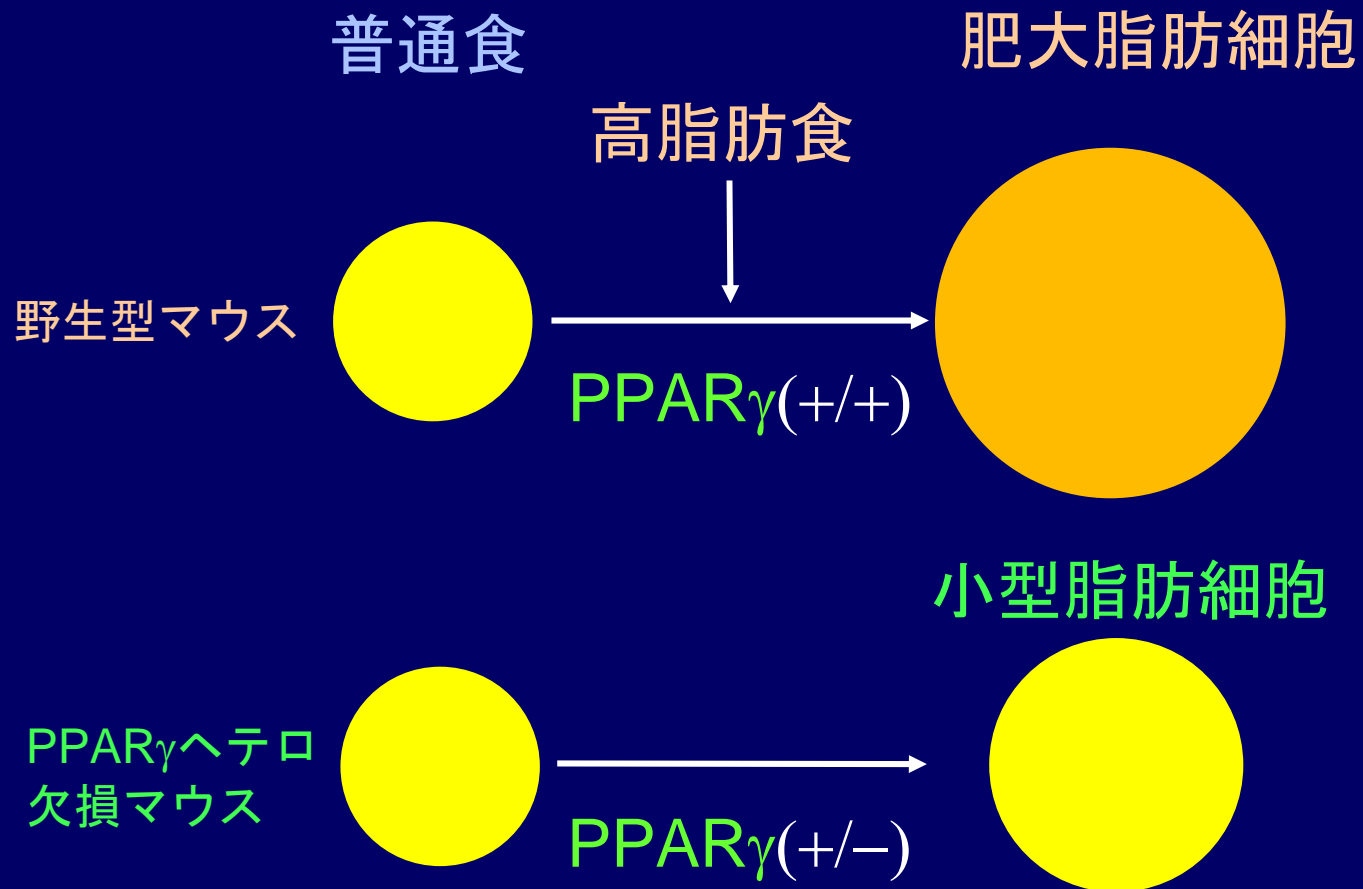 普通食
肥大脂肪細胞
高脂肪食
野生型マウス
PPARγ(+/+)
小型脂肪細胞
PPARγヘテロ
欠損マウス
PPARγ(+/−)